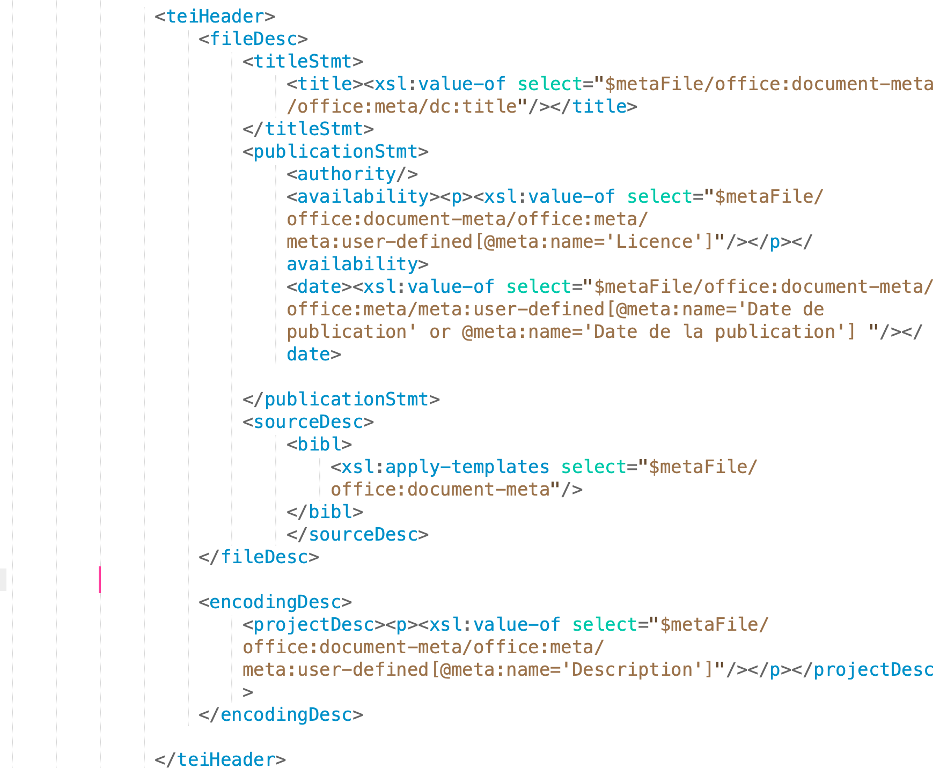 <teiHeader>
<fileDesc>
<titleStmt>
<title><xsl:value-of select="$metaFile/office:document-meta
/office:meta/dc:title"/></title>
</titleStmt>
<publicationStmt>
<authority/>
<availability><p><xsl:value-of select="$metaFile/
office:document-meta/office:meta/
meta:user-defined[@meta:name='Licence']"/></p></
availability>
<date><xsl:value-of select="$metaFile/office:document-meta/
office:meta/meta:user-defined[@meta:name='Date de
publication' or @meta:name='Date de la publication'] "/></
date>
</publicationStmt>
<sourceDesc>
<bibl>
<xsl:apply-templates select="$metaFile/
office:document-meta"/>
</bibl>
</sourceDesc>
</fileDesc>
<encodingDesc>
<projectDesc><p><xsl:value-of select="$metaFile/
office:document-meta/office:meta/
meta:user-defined[@meta:name='Description']"/></p></projectDesc
>
</encodingDesc>
</teiHeader>